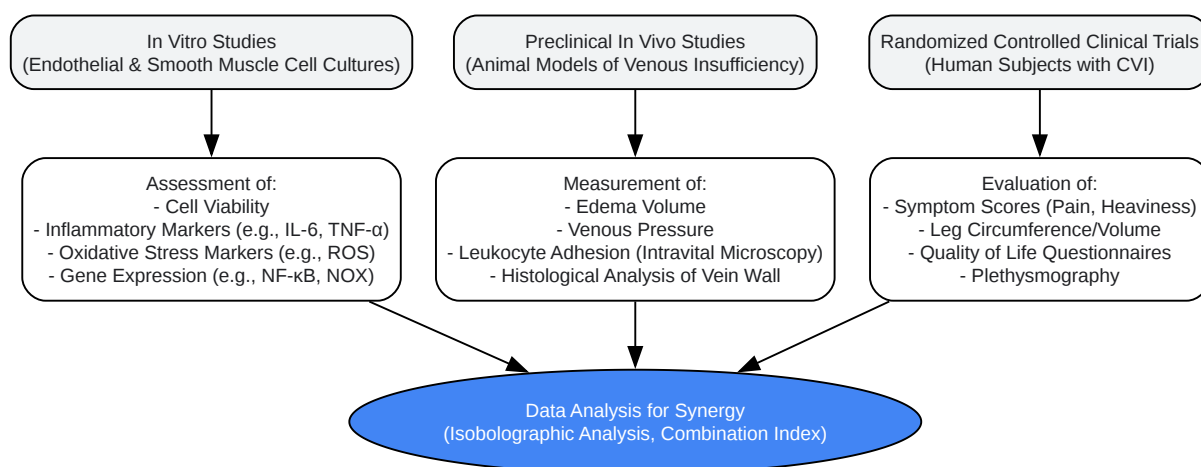 In Vitro Studies
(Endothelial & Smooth Muscle Cell Cultures)
Preclinical In Vivo Studies
(Animal Models of Venous Insufficiency)
Randomized Controlled Clinical Trials
(Human Subjects with CVI)
Assessment of:
- Cell Viability
- Inflammatory Markers (e.g., IL-6, TNF-α)
- Oxidative Stress Markers (e.g., ROS)
- Gene Expression (e.g., NF-κB, NOX)
Measurement of:
- Edema Volume
- Venous Pressure
- Leukocyte Adhesion (Intravital Microscopy)
- Histological Analysis of Vein Wall
Evaluation of:
- Symptom Scores (Pain, Heaviness)
- Leg Circumference/Volume
- Quality of Life Questionnaires
- Plethysmography
Data Analysis for Synergy
(Isobolographic Analysis, Combination Index)